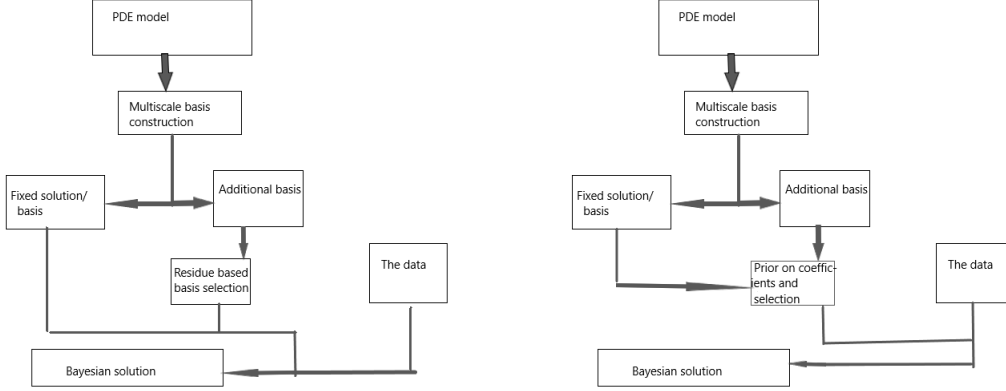 PDE model
Multiscale basis
construction
Fixed solution/
basis
Additional basis
Residue based
basis selection
The data
Bayesian solution
PDE model
Multiscale basis
construction
Fixed solution/
basis
Additional basis
Prior on coeffic-
ients and
selection
The data
Bayesian solution